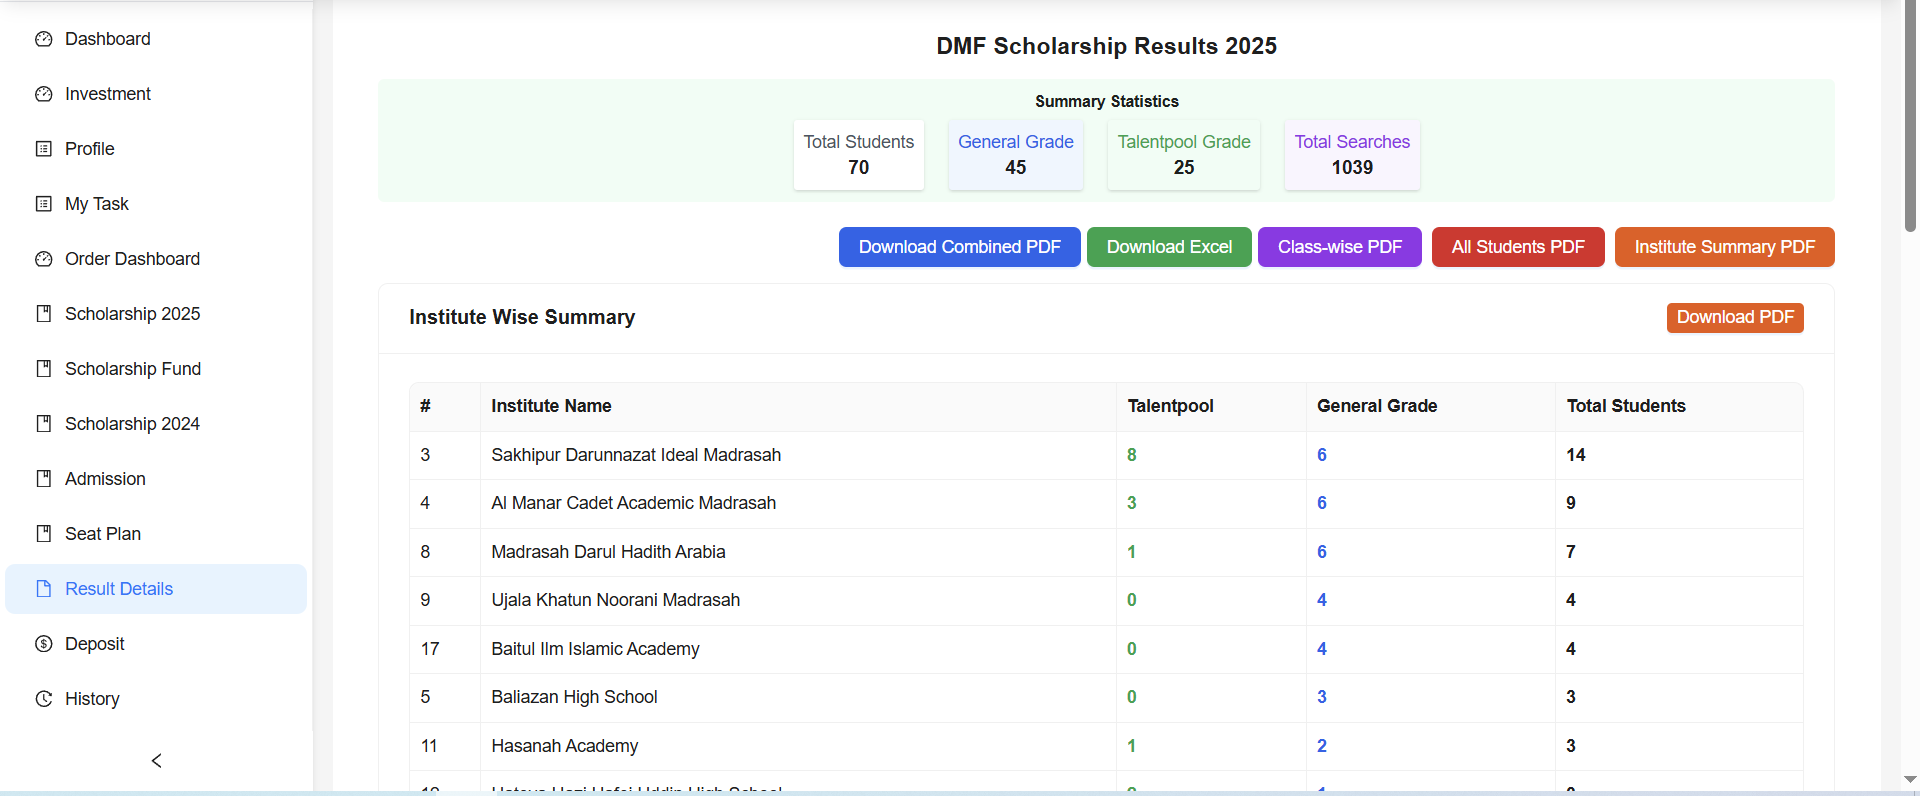 Dashboard
Investment
Profile
My Task
Order Dashboard
Scholarship 2025
Scholarship Fund
Scholarship 2024
Admission
Seat Plan
Result Details
Deposit
History
DMF Scholarship Results 2025
Summary Statistics
Total Students
70
General Grade
45
Talentpool Grade
25
Total Searches
1039
Download Combined PDF
Download Excel
Class-wise PDF
All Students PDF
Institute Summary PDF
Institute Wise Summary
Download PDF
# Institute Name Talentpool General Grade Total Students
3 Sakhipur Darunnazat Ideal Madrasah 8 6 14
4 Al Manar Cadet Academic Madrasah 3 6 9
8 Madrasah Darul Hadith Arabia 1 6 7
9 Ujala Khatun Noorani Madrasah 0 4 4
17 Baitul Ilm Islamic Academy 0 4 4
5 Baliazan High School 0 3 3
11 Hasanah Academy 1 2 3
High School